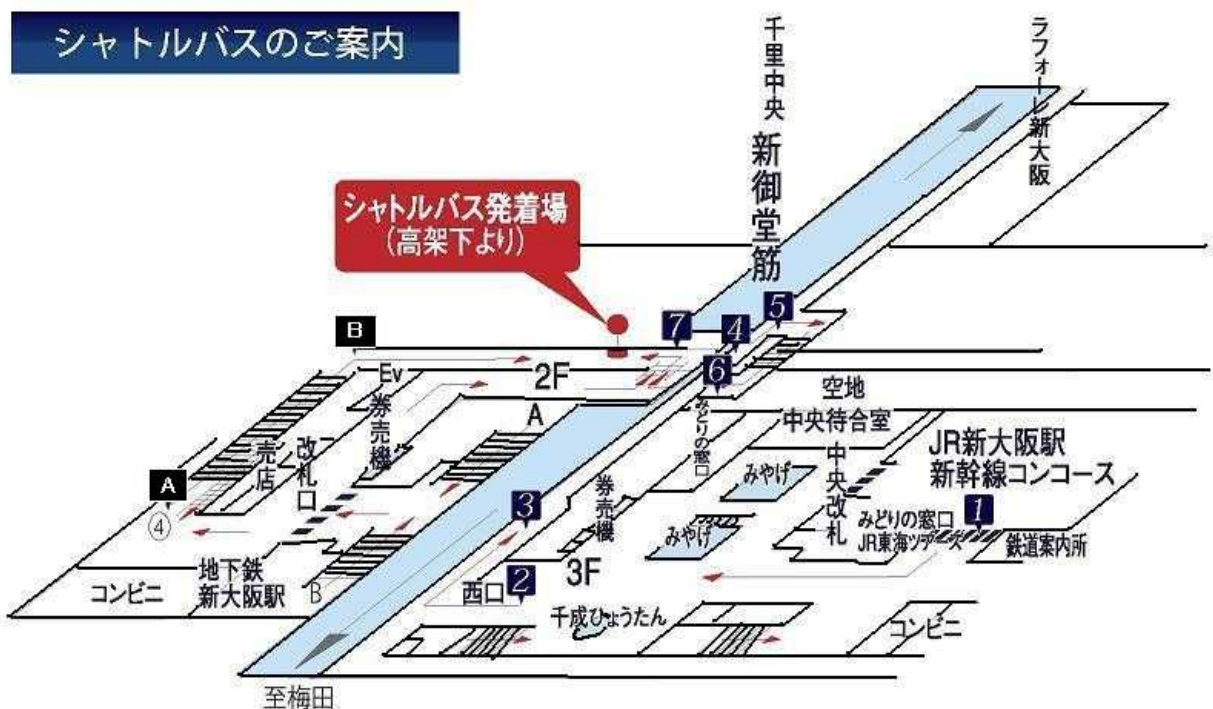 シャトルバスのご案内
千里中央
新御堂筋
ラフォーレ新大阪
シャトルバス発着場
(高架下より)
7
4
5
6
B
Ev
2F
A
券売機
改札口
売店
A
④
みどりの窓口
空地
中央待合室
中央改札
JR新大阪駅
新幹線コンコース
みやげ
みやげ
みどりの窓口
JR東海ツアーズ
1
鉄道案内所
3
券売機
3F
西口
2
千成ひょうたん
コンビニ
コンビニ
地下鉄
新大阪駅
B
至梅田